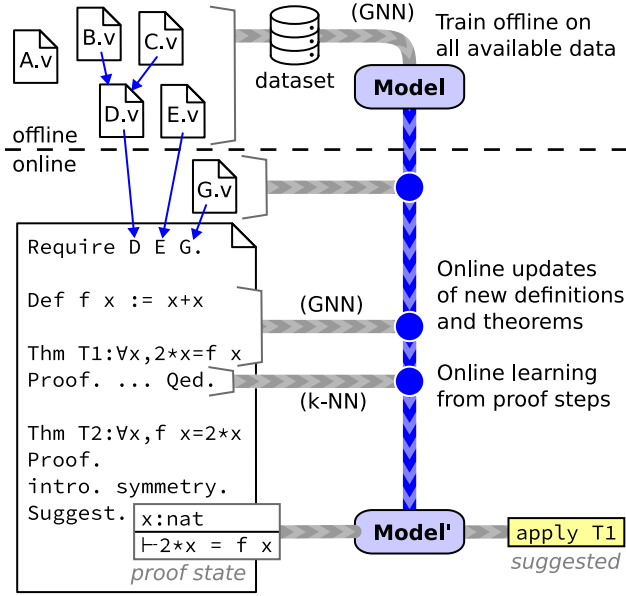 A.v
B.v
C.v
D.v
E.v
dataset
(GNN)
Train offline on
all available data
Model
offline
online
G.v
Require D E G.
Def f x := x+x
Thm T1:∀x,2*x=f x
Proof. ... Qed.
Thm T2:∀x,f x=2*x
Proof.
intro. symmetry.
Suggest.
x:nat
⊢2*x = f x
proof state
(GNN)
Online updates
of new definitions
and theorems
(k-NN)
Online learning
from proof steps
Model'
apply T1
suggested